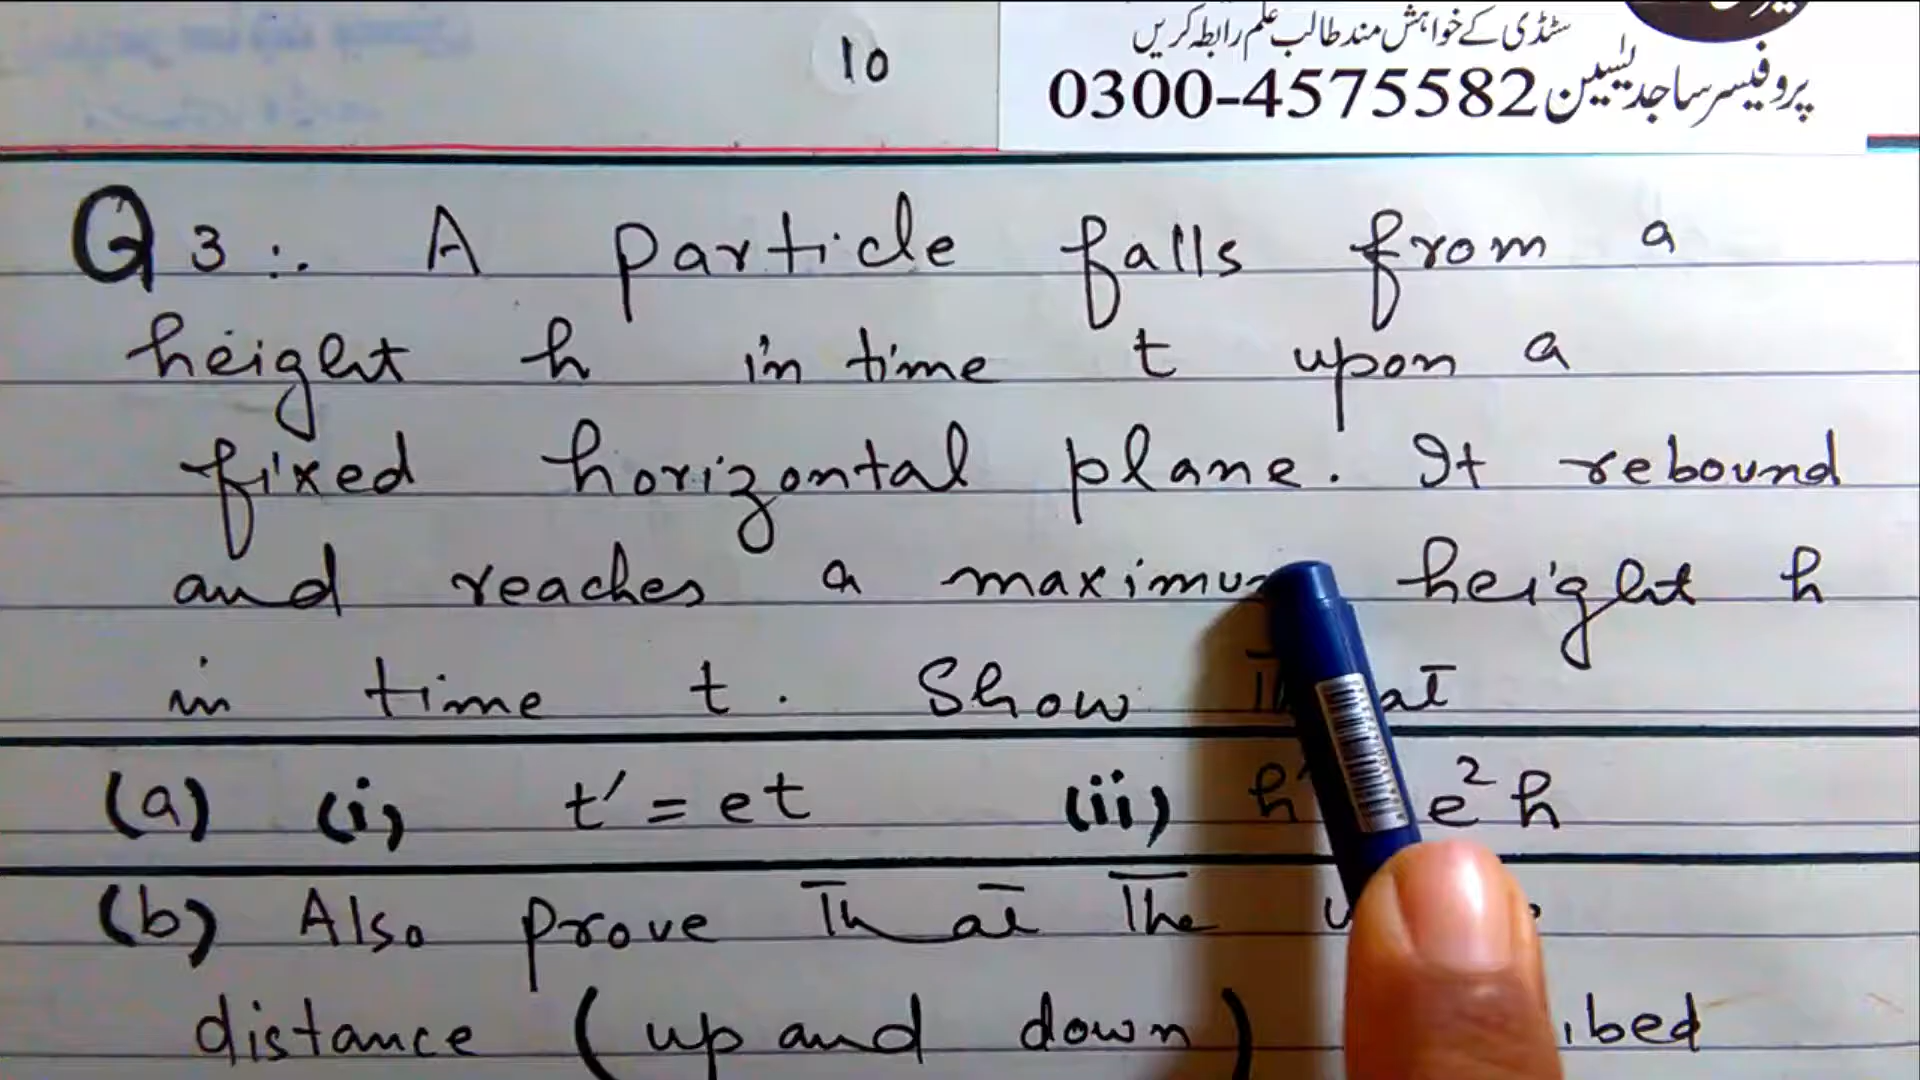 10
سٹڈی کے خواہش مند طالب علم رابطہ کریں
0300-4575582 پروفیسر ساجد یٰسین
Q3:. A particle falls from a
height h in time t upon a
fixed horizontal plane. It rebound
and reaches a maximu height h
in time t. Show That
(a) (i) t' = et (ii) h' e²h
(b) Also prove That The
distance (up and down)